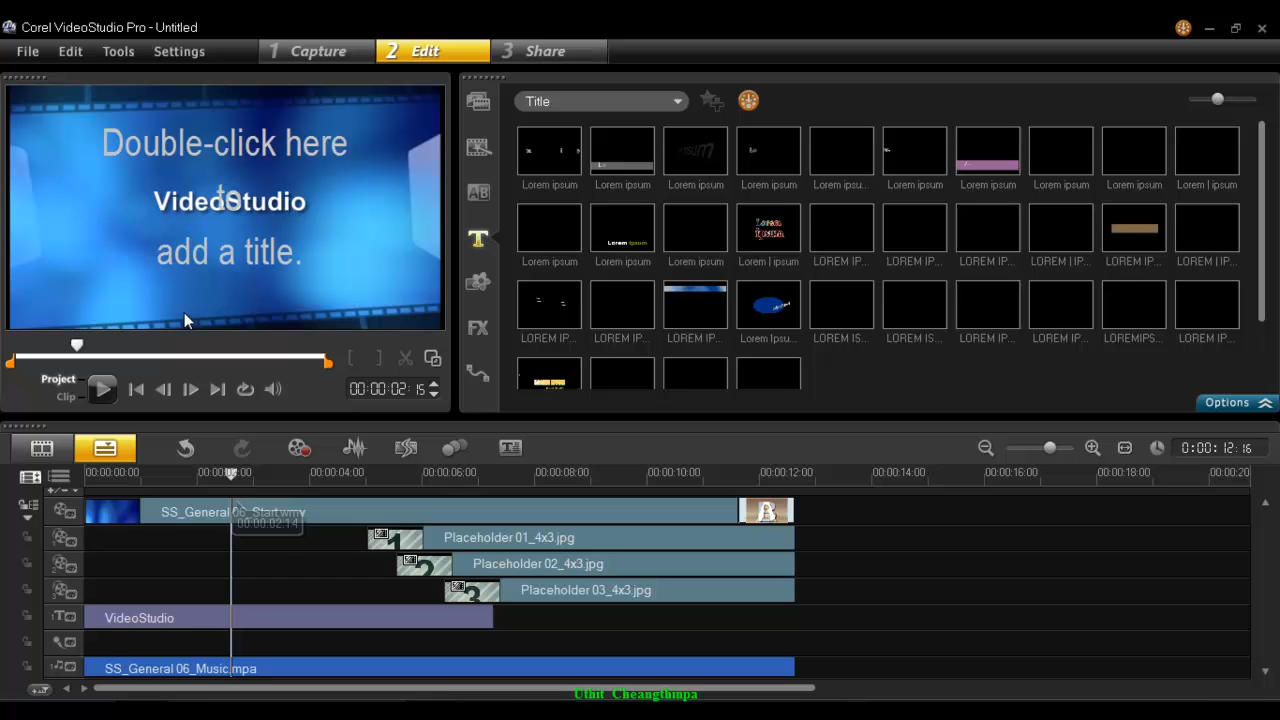 Corel VideoStudio Pro - Untitled
File Edit Tools Settings 1 Capture 2 Edit 3 Share
Double-click here
to
VideoStudio
add a title.
Project
Clip
00:00:02:15
Title
Lorem ipsum Lorem ipsum Lorem ipsum Lorem ipsum Lorem ipsu... Lorem ipsum Lorem ipsum Lorem ipsum Lorem ipsum Lorem | ipsum
Lorem ipsum Lorem ipsum Lorem ipsum Lorem | ipsum LOREM IP... LOREM IP... LOREM IP... LOREM | IP... LOREM IP... LOREM | IP...
LOREM IP... LOREM IP... LOREM IP... Lorem Ipsu... LOREM IS... LOREM IS... LOREM IP... LOREM IP... LOREMIPS... LOREM IP...
Options
0:00:12:16
00:00:00:00 00:00:04:00 00:00:06:00 00:00:08:00 00:00:10:00 00:00:12:00 00:00:14:00 00:00:16:00 00:00:18:00 00:00:20
SS_General 06_Start.wmv
00:00:02:14
1 Placeholder 01_4x3.jpg
2 Placeholder 02_4x3.jpg
3 Placeholder 03_4x3.jpg
VideoStudio
SS_General 06_Music.mpa
Uthit Cheangthinpa